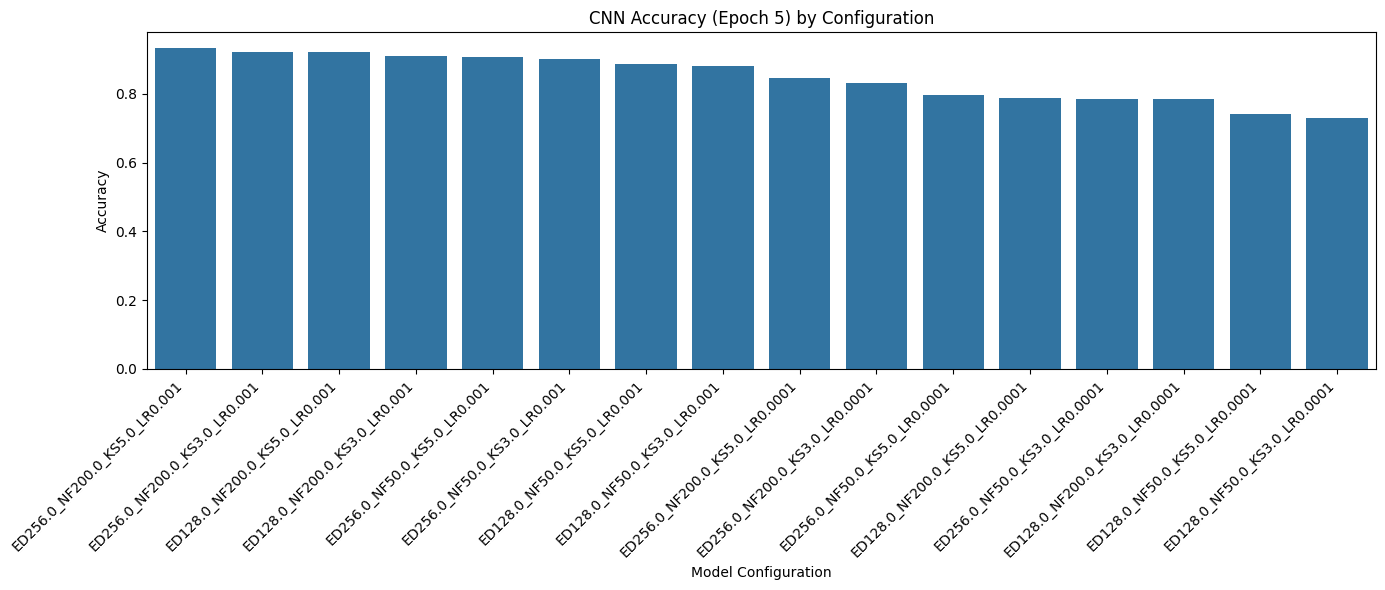 CNN Accuracy (Epoch 5) by Configuration
Accuracy
0.8
0.6
0.4
0.2
0.0
ED256.0_NF200.0_KS5.0_LR0.001
ED256.0_NF200.0_KS3.0_LR0.001
ED128.0_NF200.0_KS5.0_LR0.001
ED128.0_NF200.0_KS3.0_LR0.001
ED256.0_NF50.0_KS5.0_LR0.001
ED256.0_NF50.0_KS3.0_LR0.001
ED128.0_NF50.0_KS5.0_LR0.001
ED128.0_NF50.0_KS3.0_LR0.001
ED256.0_NF200.0_KS5.0_LR0.0001
ED256.0_NF200.0_KS3.0_LR0.0001
ED256.0_NF50.0_KS5.0_LR0.0001
ED128.0_NF200.0_KS5.0_LR0.0001
ED256.0_NF50.0_KS3.0_LR0.0001
ED128.0_NF200.0_KS3.0_LR0.0001
ED128.0_NF50.0_KS5.0_LR0.0001
ED128.0_NF50.0_KS3.0_LR0.0001
Model Configuration